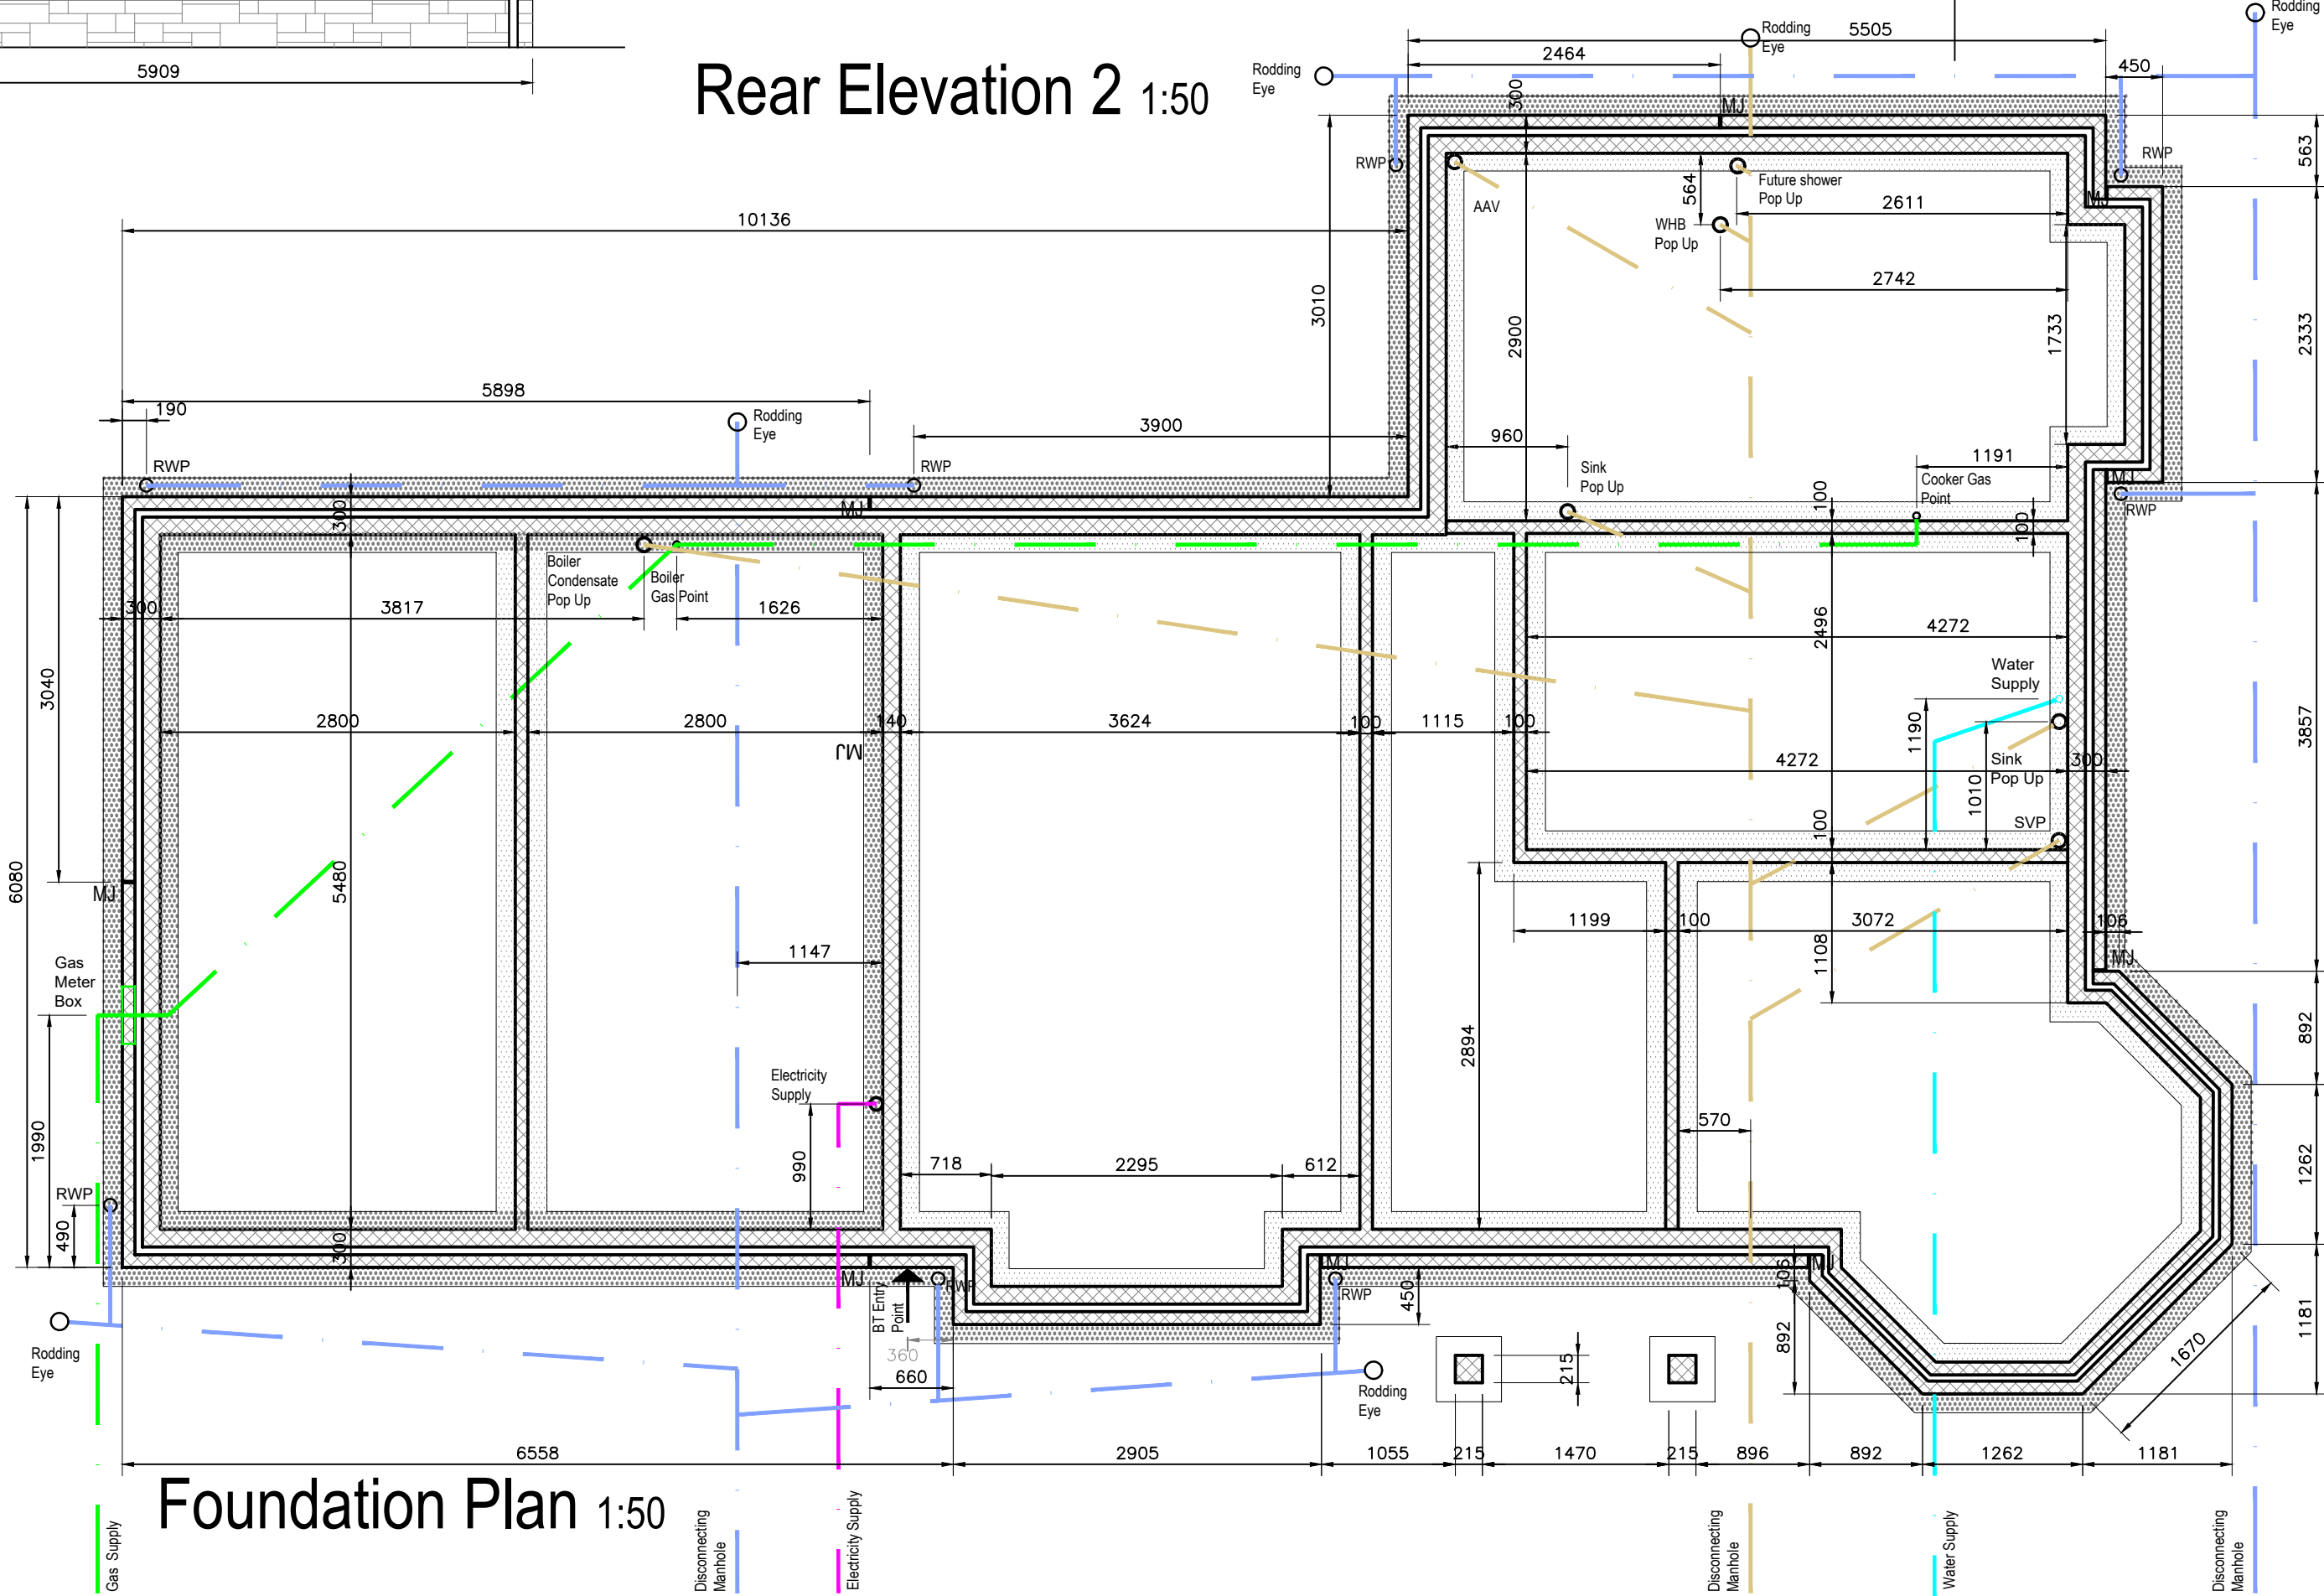 Rodding
Eye
Rodding
Eye
5505
2464
5909
Rear Elevation 2 1:50
Rodding
Eye
450
300
MJ
563
RWP
RWP
AAV
564
Future shower
Pop Up
2611
MJ
WHB
Pop Up
10136
2742
3010
2900
1733
2333
5898
190
Rodding
Eye
3900
960
1191
RWP
RWP
Sink
Pop Up
Cooker Gas
Point
MJ
100
RWP
300
MJ
100
Boiler
Condensate
Pop Up
Boiler
Gas Point
300
3817
1626
2496
4272
Water
Supply
3040
2800
2800
140
3624
100
1115
100
1190
3857
MJ
4272
300
Sink
Pop Up
1010
100
SVP
6080
MJ
5480
1199
100
3072
106
1108
Gas
Meter
Box
1147
MJ
892
2894
Electricity
Supply
570
1990
990
718
2295
612
1262
RWP
490
300
MJ
RWP
MJ
MJ
106
BT Entry
Point
RWP
450
892
1181
Rodding
Eye
360
660
Rodding
Eye
215
1670
6558
2905
1055
215
1470
215
896
892
1262
1181
Foundation Plan 1:50
Gas Supply
Disconnecting
Manhole
Electricity Supply
Disconnecting
Manhole
Water Supply
Disconnecting
Manhole